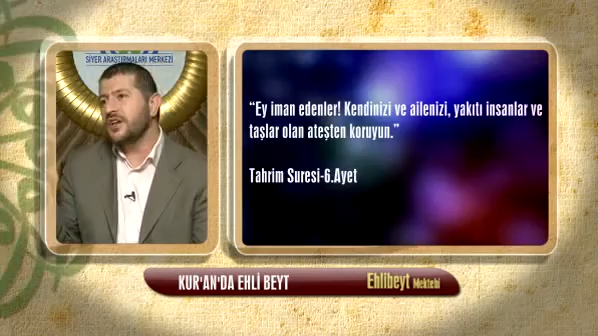 SİYER ARAŞTIRMALARI MERKEZİ
“Ey iman edenler! Kendinizi ve ailenizi, yakıtı insanlar ve
taşlar olan ateşten koruyun.”
Tahrim Suresi-6.Ayet
KUR'AN'DA EHLİ BEYT
Ehlibeyt Mektebi